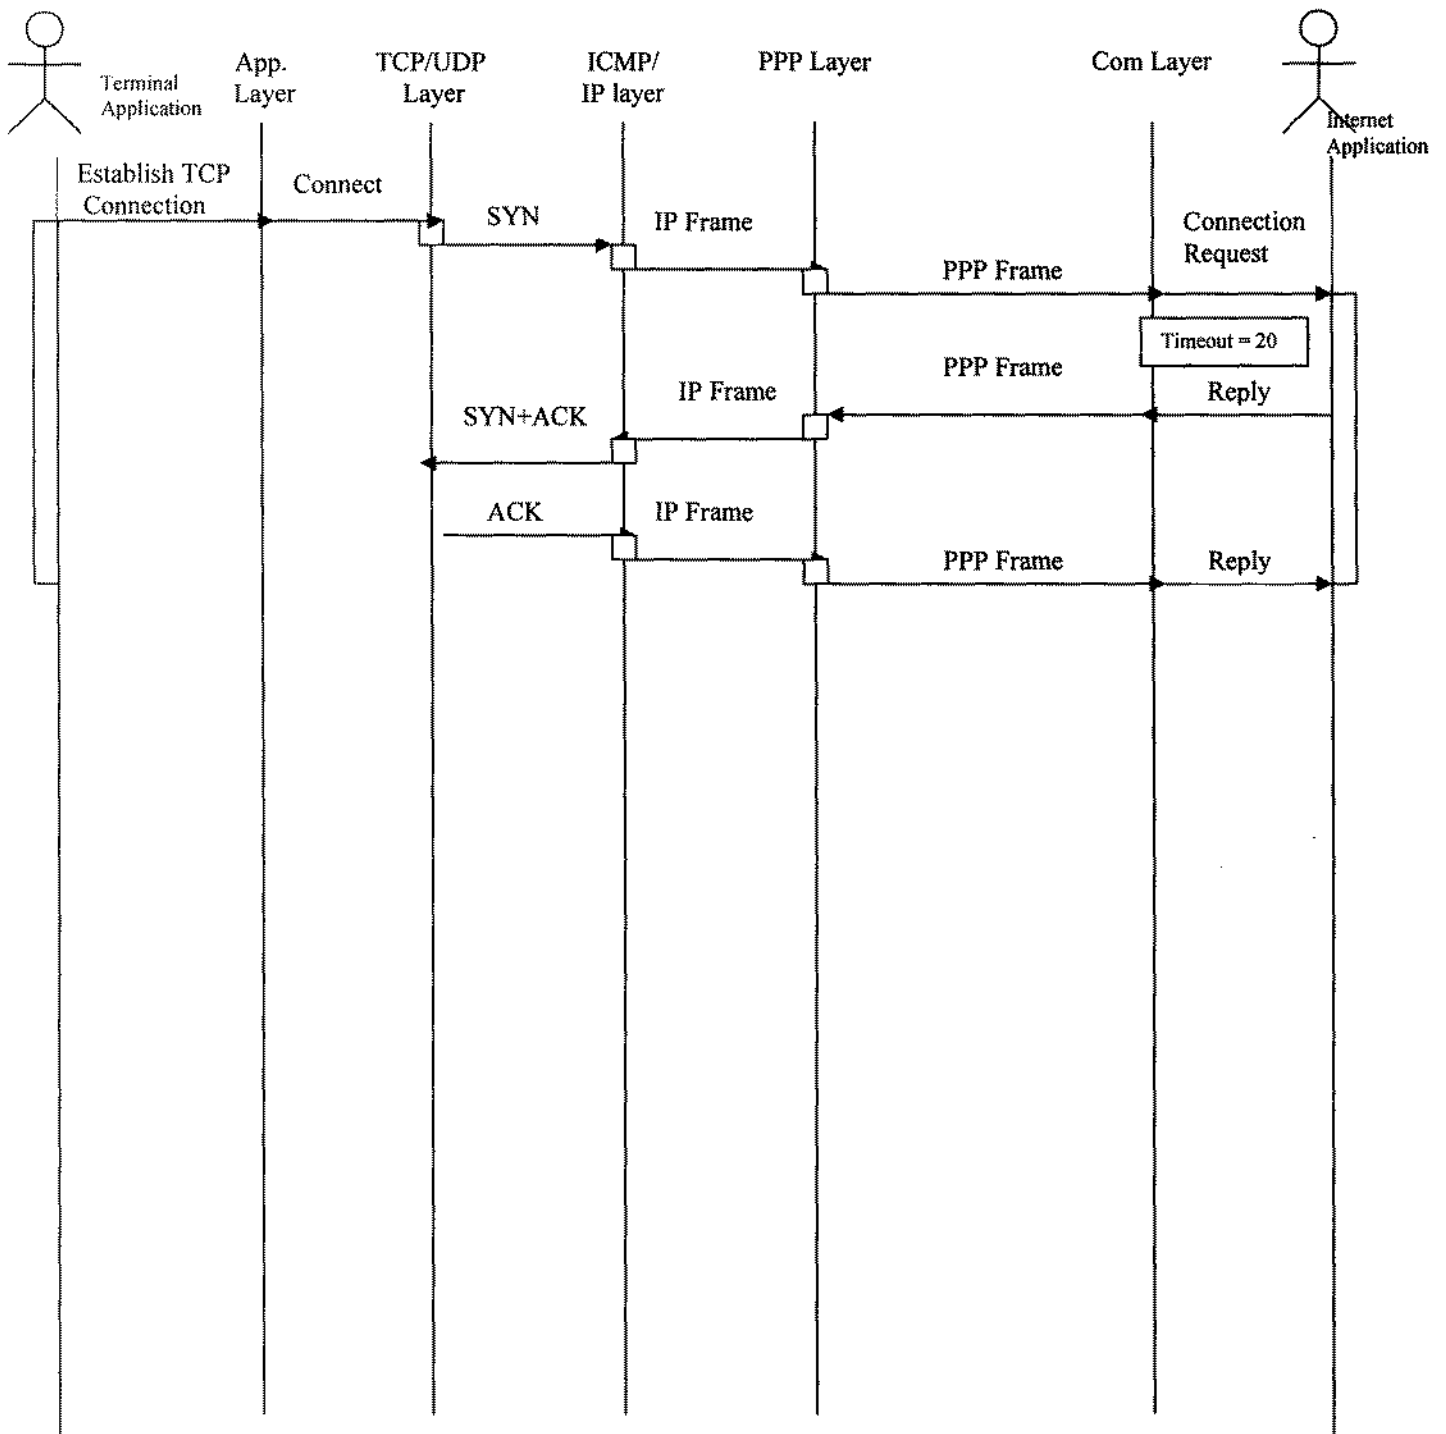 Terminal
Application
App.
Layer
TCP/UDP
Layer
ICMP/
IP layer
PPP Layer
Com Layer
Internet
Application
Establish TCP
Connection
Connect
SYN
IP Frame
PPP Frame
Connection
Request
Timeout = 20
PPP Frame
IP Frame
SYN+ACK
Reply
ACK
IP Frame
PPP Frame
Reply